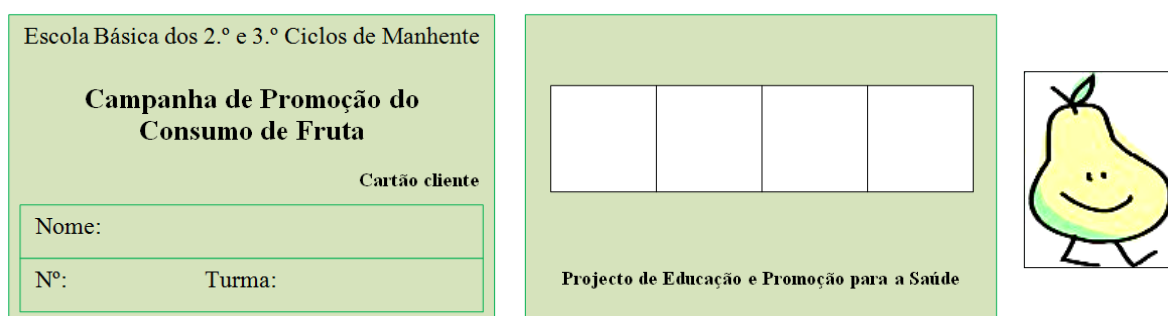 Escola Básica dos 2.º e 3.º Ciclos de Manhente
Campanha de Promoção do
Consumo de Fruta
Cartão cliente
Nome:
Nº: Turma:
Projecto de Educação e Promoção para a Saúde